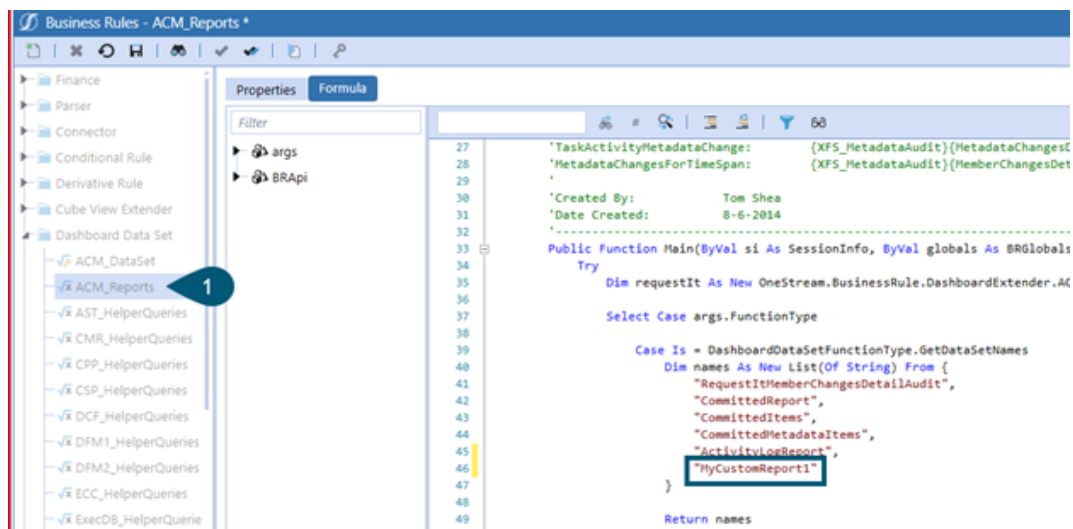 Business Rules - ACM_Reports *
Finance
Parser
Connector
Conditional Rule
Derivative Rule
Cube View Extender
Dashboard Data Set
ACM_DataSet
ACM_Reports
1
AST_HelperQueries
CMR_HelperQueries
CPP_HelperQueries
CSP_HelperQueries
DCF_HelperQueries
DFM1_HelperQueries
DFM2_HelperQueries
ECC_HelperQueries
ExecDB_HelperQuerie
Properties Formula
Filter
args
BRApi
27 'TaskActivityMetadataChange: {XFS_MetadataAudit}{MetadataChangesD
28 'MetadataChangesForTimeSpan: {XFS_MetadataAudit}{MemberChangesDet
29 '
30 'Created By: Tom Shea
31 'Date Created: 8-6-2014
32 '------------------------------------------------------------
33 Public Function Main(ByVal si As SessionInfo, ByVal globals As BRGlobals
34 Try
35 Dim requestIt As New OneStream.BusinessRule.DashboardExtender.AC
36
37 Select Case args.FunctionType
38
39 Case Is = DashboardDataSetFunctionType.GetDataSetNames
40 Dim names As New List(Of String) From {
41 "RequestItMemberChangesDetailAudit",
42 "CommittedReport",
43 "CommittedItems",
44 "CommittedMetadataItems",
45 "ActivityLogReport",
46 "MyCustomReport1"
47 }
48
49 Return names